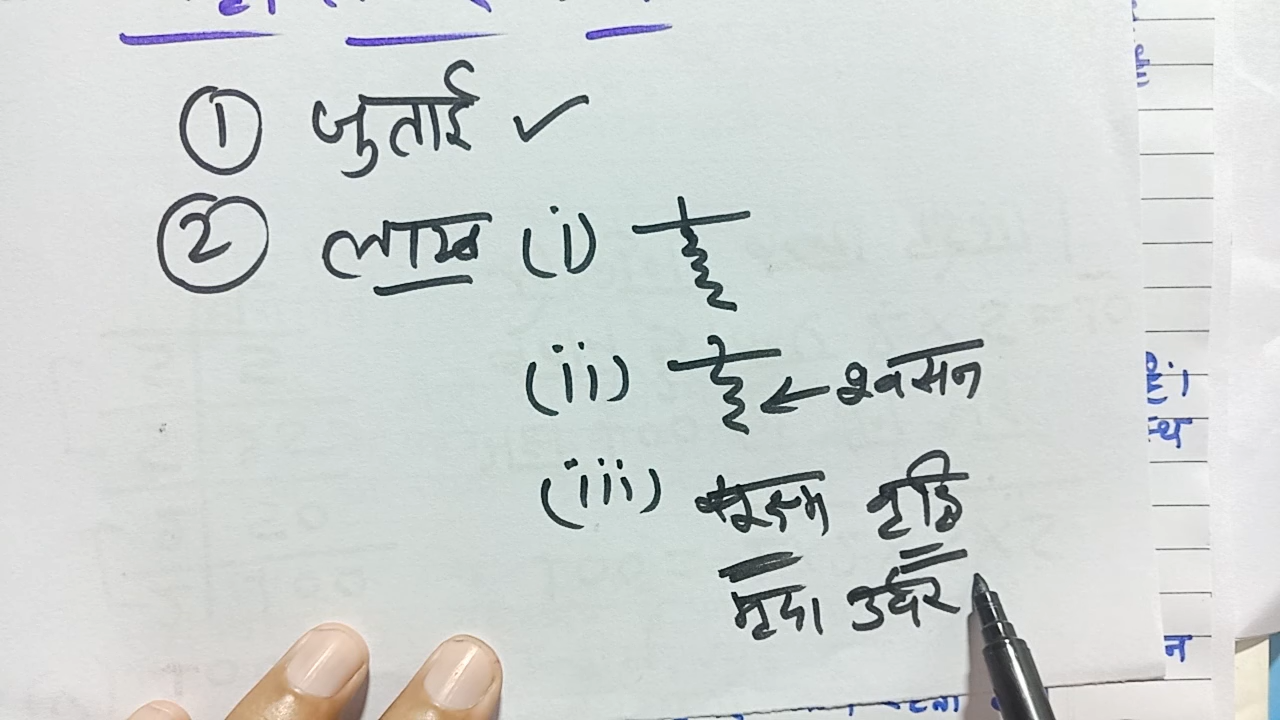 ① जुताई ✓
② लाभ (i)
(ii) ← श्वसन
(iii) सूक्ष्म वृद्धि
मृदा उर्वर